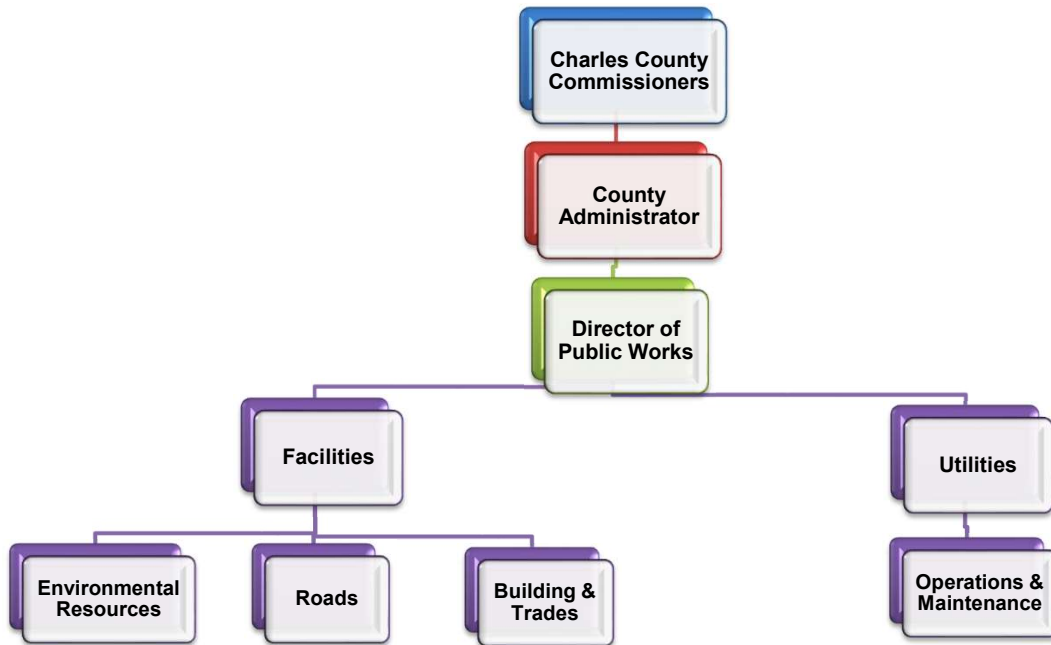 Charles County
Commissioners
County
Administrator
Director of
Public Works
Facilities
Utilities
Environmental
Resources
Roads
Building &
Trades
Operations &
Maintenance